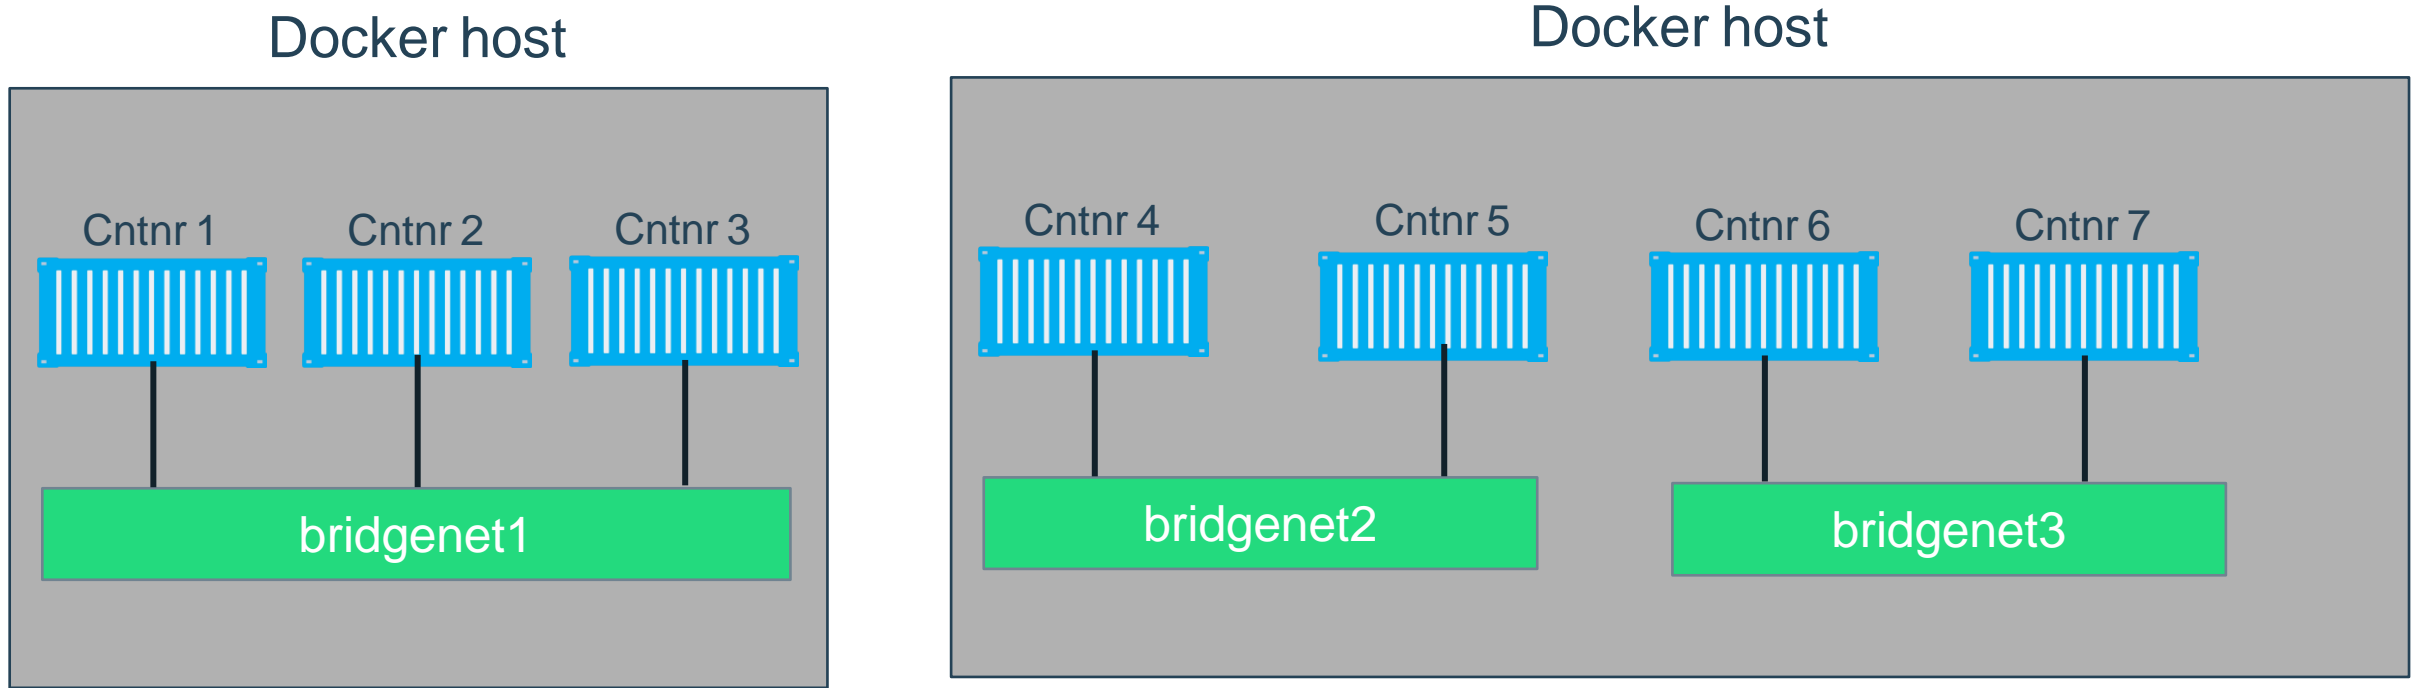 Docker host
Cntnr 1
Cntnr 2
Cntnr 3
bridgenet1
Docker host
Cntnr 4
Cntnr 5
Cntnr 6
Cntnr 7
bridgenet2
bridgenet3